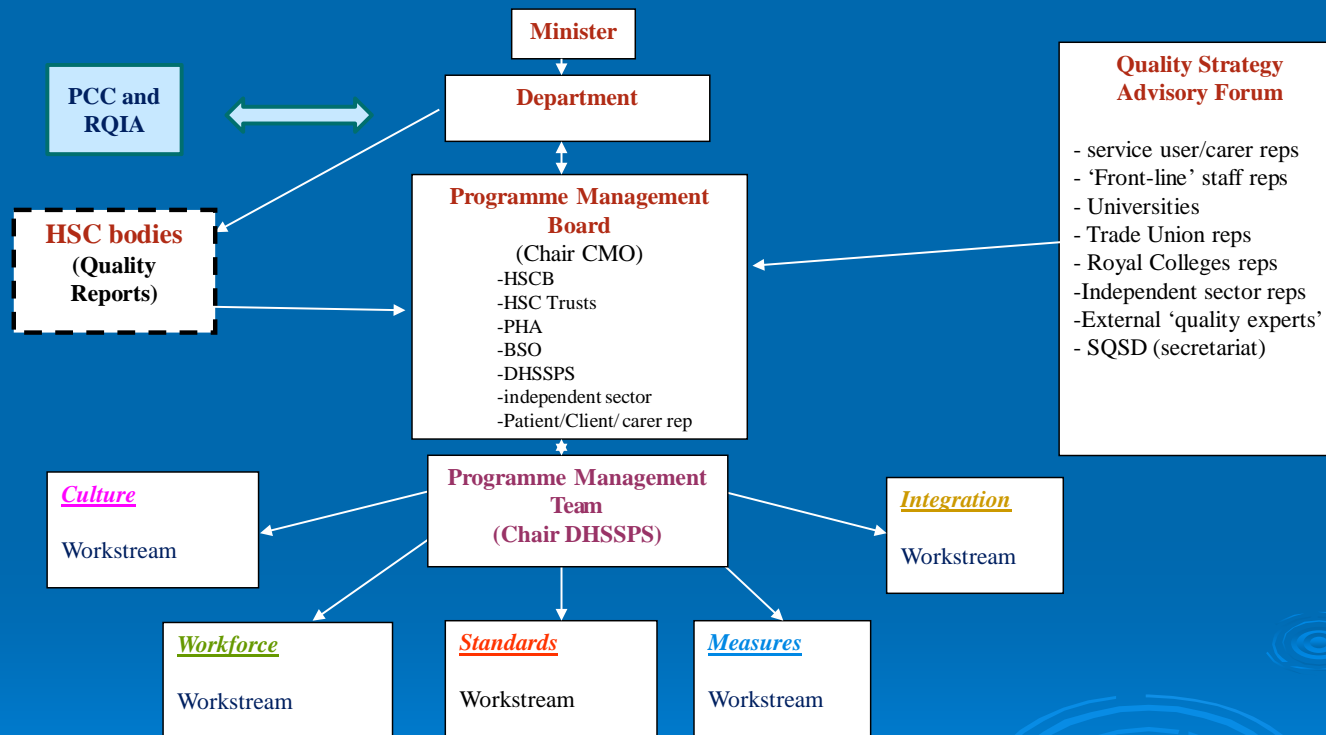 Minister
PCC and
RQIA
Department
Quality Strategy
Advisory Forum
- service user/carer reps
- ‘Front-line’ staff reps
- Universities
- Trade Union reps
- Royal Colleges reps
-Independent sector reps
-External ‘quality experts’
- SQSD (secretariat)
HSC bodies
(Quality
Reports)
Programme Management
Board
(Chair CMO)
-HSCB
-HSC Trusts
-PHA
-BSO
-DHSSPS
-independent sector
-Patient/Client/ carer rep
Programme Management
Team
(Chair DHSSPS)
Culture
Workstream
Integration
Workstream
Workforce
Workstream
Standards
Workstream
Measures
Workstream